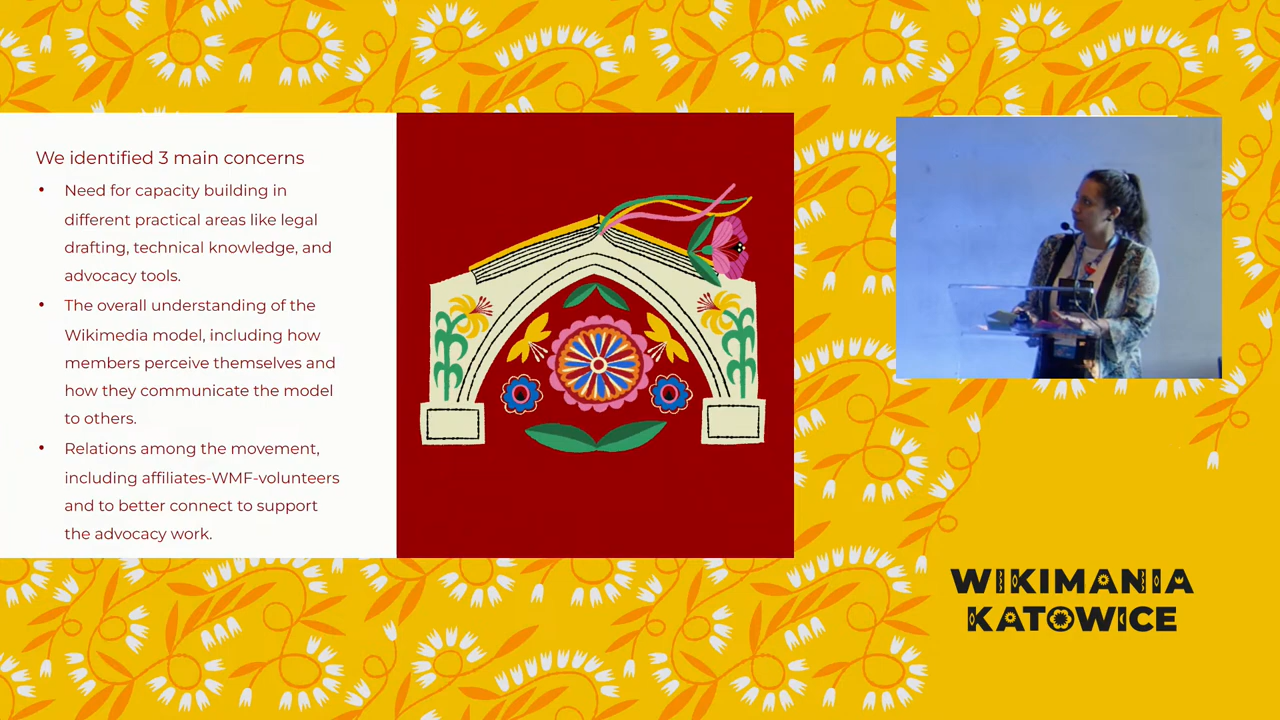 We identified 3 main concerns
• Need for capacity building in
different practical areas like legal
drafting, technical knowledge, and
advocacy tools.
• The overall understanding of the
Wikimedia model, including how
members perceive themselves and
how they communicate the model
to others.
• Relations among the movement,
including affiliates-WMF-volunteers
and to better connect to support
the advocacy work.
WIKIMANIA
KATOWICE